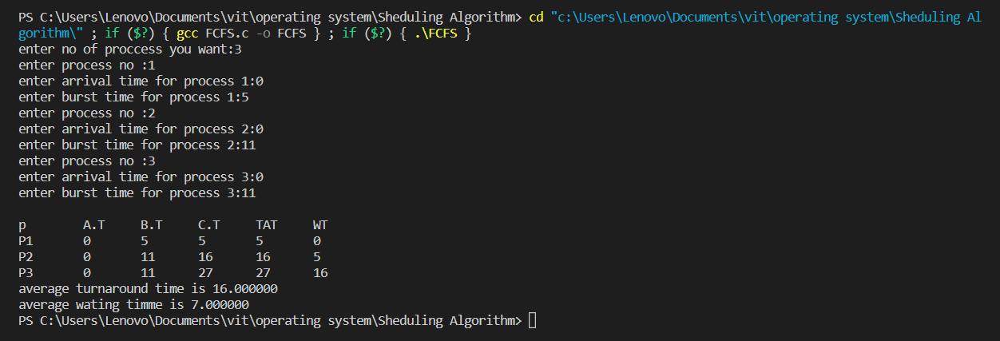 PS C:\Users\Lenovo\Documents\vit\operating system\Sheduling Algorithm> cd "c:\Users\Lenovo\Documents\vit\operating system\Sheduling Al
gorithm\" ; if ($?) { gcc FCFS.c -o FCFS } ; if ($?) { .\FCFS }
enter no of proccess you want:3
enter process no :1
enter arrival time for process 1:0
enter burst time for process 1:5
enter process no :2
enter arrival time for process 2:0
enter burst time for process 2:11
enter process no :3
enter arrival time for process 3:0
enter burst time for process 3:11
p A.T B.T C.T TAT WT
P1 0 5 5 5 0
P2 0 11 16 16 5
P3 0 11 27 27 16
average turnaround time is 16.000000
average wating timme is 7.000000
PS C:\Users\Lenovo\Documents\vit\operating system\Sheduling Algorithm>